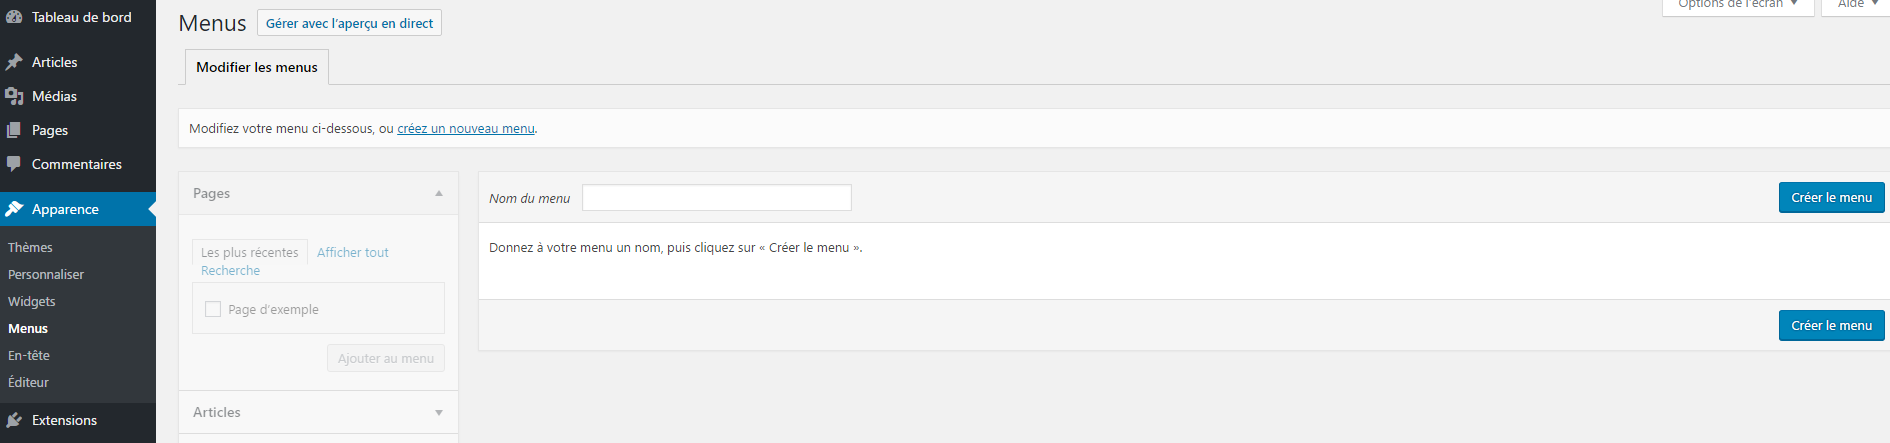 Tableau de bord
Articles
Médias
Pages
Commentaires
Apparence
Thèmes
Personnaliser
Widgets
Menus
En-tête
Éditeur
Extensions
Options de l'écran
Aide
Menus
Gérer avec l'aperçu en direct
Modifier les menus
Modifiez votre menu ci-dessous, ou créez un nouveau menu.
Pages
Les plus récentes Afficher tout
Recherche
Page d'exemple
Ajouter au menu
Articles
Nom du menu
Créer le menu
Donnez à votre menu un nom, puis cliquez sur « Créer le menu ».
Créer le menu